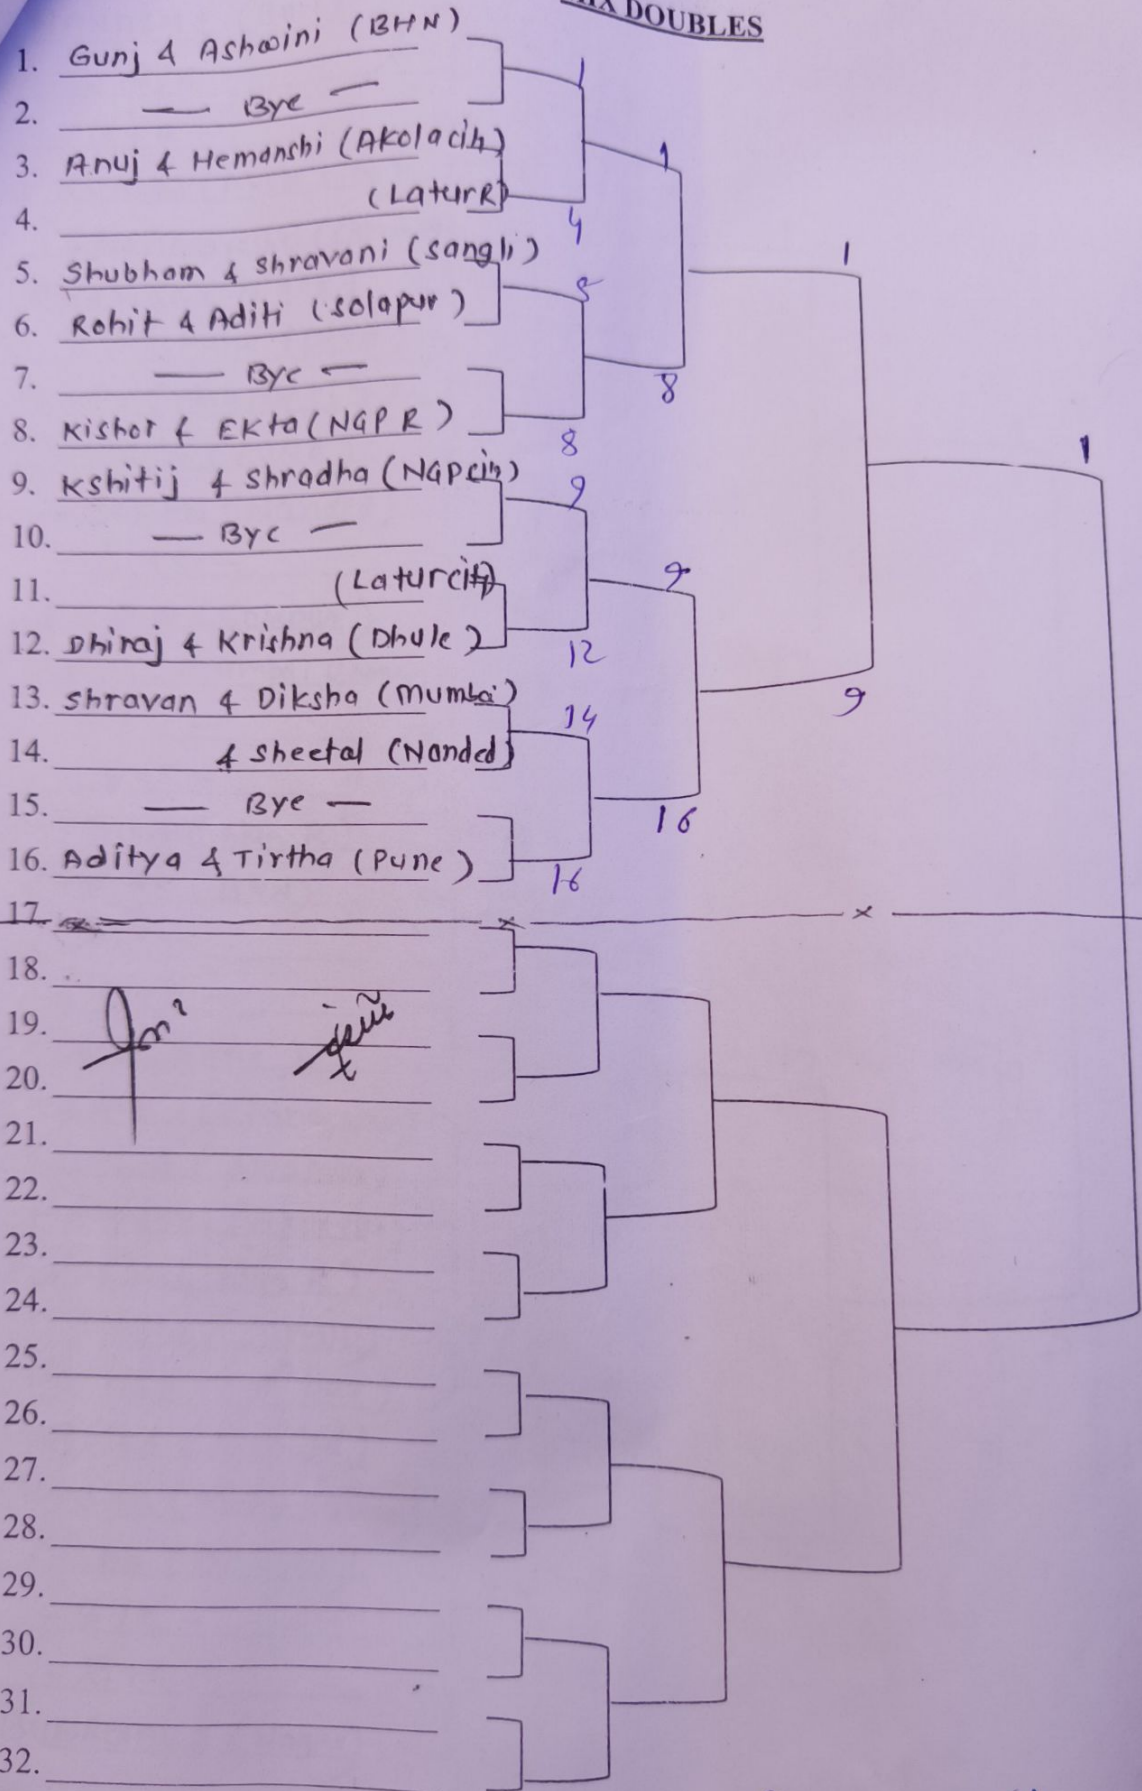 DOUBLES
1. Gunj & Ashwini (BHN)
2. — Bye —
3. Anuj & Hemanshi (Akolacity)
4. (LaturR)
5. Shubham & Shravani (Sangli)
6. Rohit & Aditi (Solapur)
7. — Bye —
8. Kishor & Ekta (NGP R)
9. Kshitij & Shradha (NGPcity)
10. — Bye —
11. (Laturcity)
12. Dhiraj & Krishna (Dhule)
13. Shravan & Diksha (Mumbai)
14. & Sheetal (Nanded)
15. — Bye —
16. Aditya & Tirtha (Pune)
17.
18.
19.
20.
21.
22.
23.
24.
25.
26.
27.
28.
29.
30.
31.
32.
1
4
5
8
9
12
14
16
1
8
9
16
1
9
1